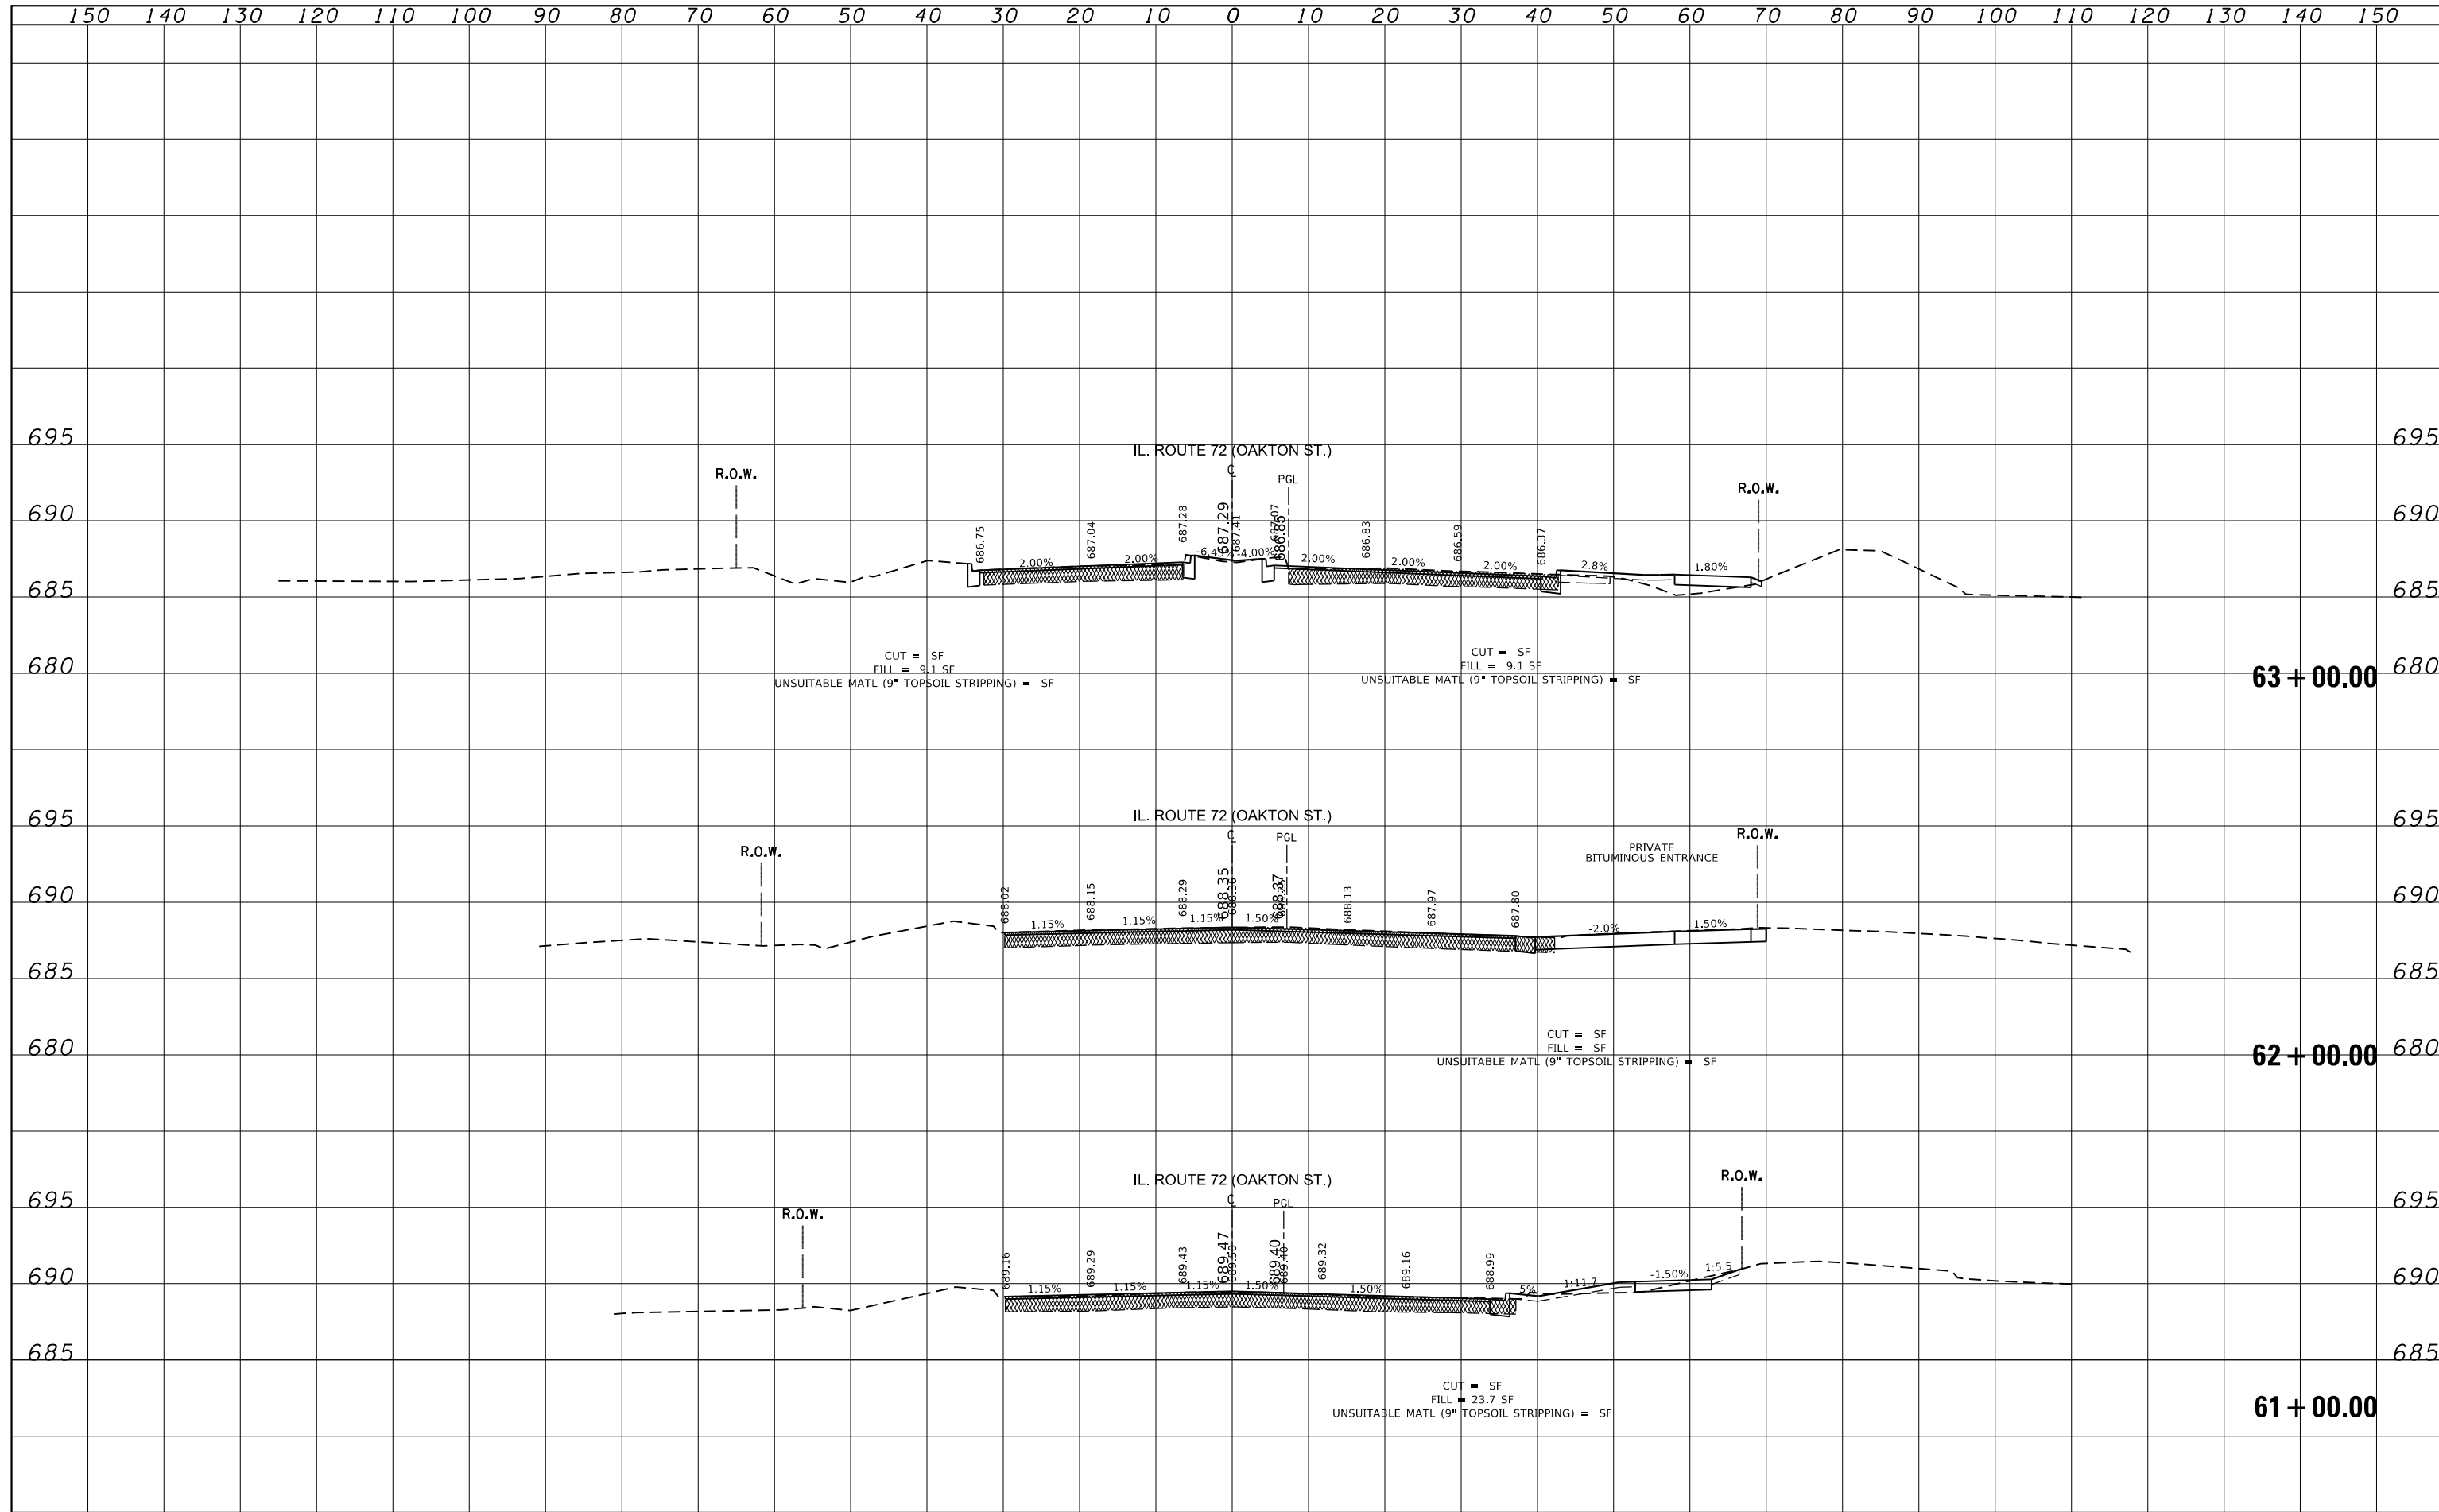 150 140 130 120 110 100 90 80 70 60 50 40 30 20 10 0 10 20 30 40 50 60 70 80 90 100 110 120 130 140 150
695 695
IL. ROUTE 72 (OAKTON ST.)
R.O.W. ℄ PGL R.O.W.
690 690
686.75 687.04 687.28 687.29 687.41 687.07 686.85 686.83 686.59 686.37
2.00% 2.00% -4.00% 2.00% 2.00% 2.00% 2.8% 1.80%
685 685
CUT = SF
FILL = 9.1 SF
UNSUITABLE MATL (9" TOPSOIL STRIPPING) = SF
CUT = SF
FILL = 9.1 SF
UNSUITABLE MATL (9" TOPSOIL STRIPPING) = SF
680 63+00.00 680
695 695
IL. ROUTE 72 (OAKTON ST.)
R.O.W. ℄ PGL R.O.W.
PRIVATE
BITUMINOUS ENTRANCE
690 690
688.02 688.15 688.29 688.35 688.37 688.13 687.97 687.80
1.15% 1.15% 1.15% 1.50% -2.0% -1.50%
685 685
CUT = SF
FILL = SF
UNSUITABLE MATL (9" TOPSOIL STRIPPING) = SF
680 62+00.00 680
IL. ROUTE 72 (OAKTON ST.)
695 695
R.O.W. ℄ PGL R.O.W.
690 690
689.16 689.29 689.43 689.47 689.50 689.40 689.40 689.32 689.16 688.99
1.15% 1.15% 1.15% 1.50% 1.50% 5% 1:11.7 -1.50% 1:5.5
685 685
CUT = SF
FILL = 23.7 SF
UNSUITABLE MATL (9" TOPSOIL STRIPPING) = SF
61+00.00